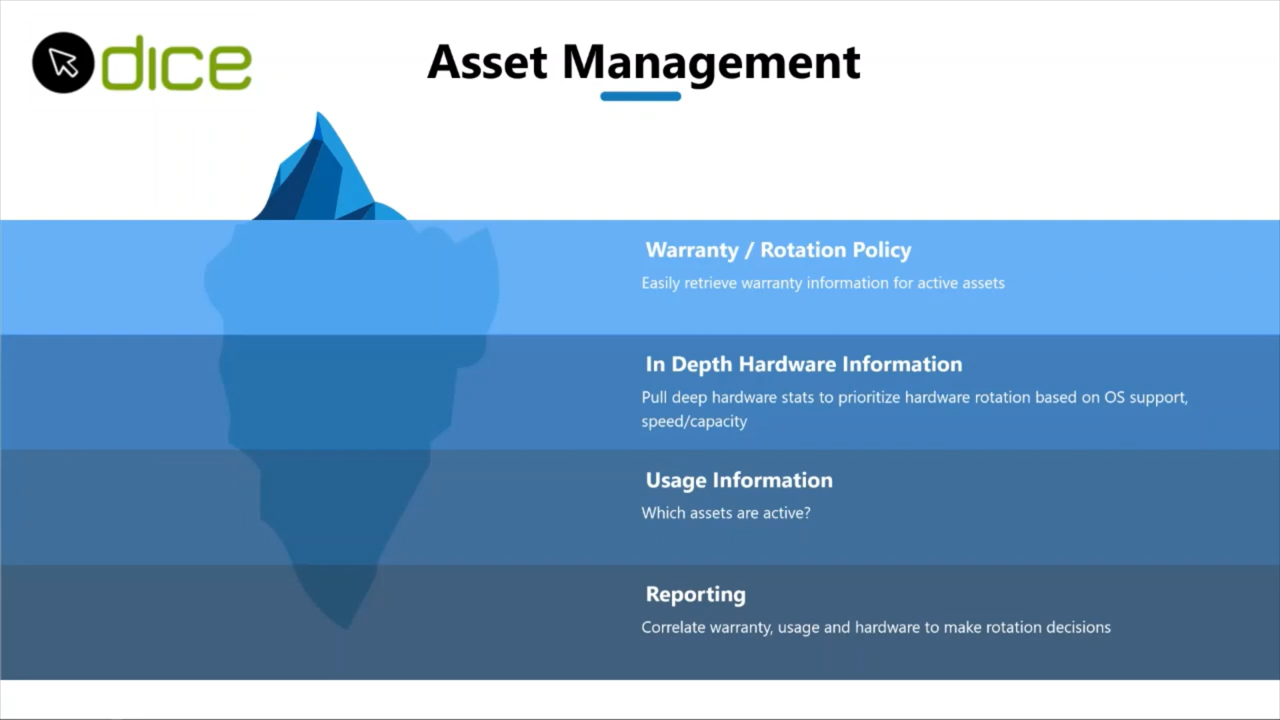 dice
Asset Management
Warranty / Rotation Policy
Easily retrieve warranty information for active assets
In Depth Hardware Information
Pull deep hardware stats to prioritize hardware rotation based on OS support,
speed/capacity
Usage Information
Which assets are active?
Reporting
Correlate warranty, usage and hardware to make rotation decisions